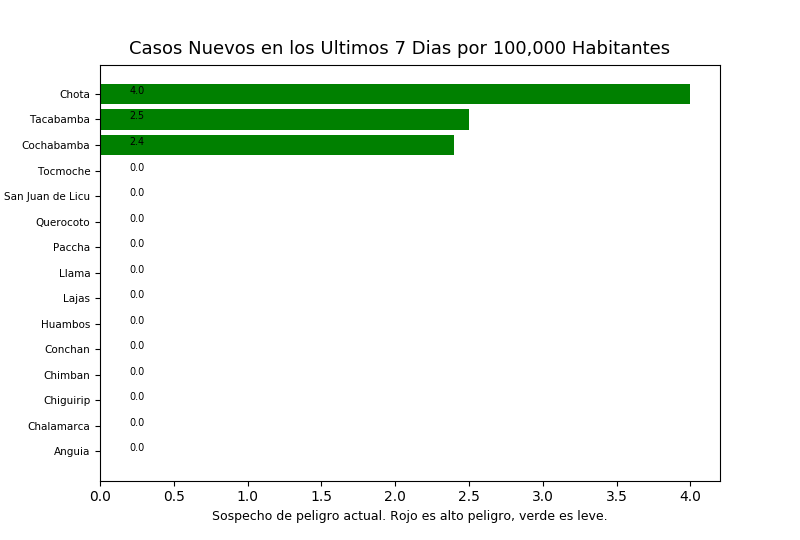 Casos Nuevos en los Ultimos 7 Dias por 100,000 Habitantes
Chota 4.0
Tacabamba 2.5
Cochabamba 2.4
Tocmoche 0.0
San Juan de Licu 0.0
Querocoto 0.0
Paccha 0.0
Llama 0.0
Lajas 0.0
Huambos 0.0
Conchan 0.0
Chimban 0.0
Chiguirip 0.0
Chalamarca 0.0
Anguia 0.0
0.0 0.5 1.0 1.5 2.0 2.5 3.0 3.5 4.0
Sospecho de peligro actual. Rojo es alto peligro, verde es leve.